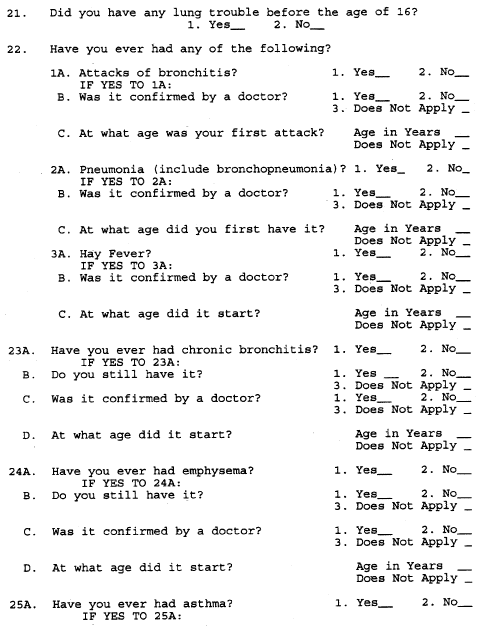 21. Did you have any lung trouble before the age of 16?
1. Yes__ 2. No__
22. Have you ever had any of the following?
1A. Attacks of bronchitis? 1. Yes__ 2. No__
IF YES TO 1A:
B. Was it confirmed by a doctor? 1. Yes__ 2. No__
3. Does Not Apply _
C. At what age was your first attack? Age in Years __
Does Not Apply _
2A. Pneumonia (include bronchopneumonia)? 1. Yes_ 2. No_
IF YES TO 2A:
B. Was it confirmed by a doctor? 1. Yes__ 2. No__
3. Does Not Apply _
C. At what age did you first have it? Age in Years __
Does Not Apply _
3A. Hay Fever? 1. Yes__ 2. No__
IF YES TO 3A:
B. Was it confirmed by a doctor? 1. Yes__ 2. No__
3. Does Not Apply _
C. At what age did it start? Age in Years __
Does Not Apply _
23A. Have you ever had chronic bronchitis? 1. Yes__ 2. No__
IF YES TO 23A:
B. Do you still have it? 1. Yes __ 2. No__
3. Does Not Apply _
C. Was it confirmed by a doctor? 1. Yes__ 2. No__
3. Does Not Apply _
D. At what age did it start? Age in Years __
Does Not Apply _
24A. Have you ever had emphysema? 1. Yes__ 2. No__
IF YES TO 24A:
B. Do you still have it? 1. Yes__ 2. No__
3. Does Not Apply _
C. Was it confirmed by a doctor? 1. Yes__ 2. No__
3. Does Not Apply _
D. At what age did it start? Age in Years __
Does Not Apply _
25A. Have you ever had asthma? 1. Yes__ 2. No__
IF YES TO 25A: